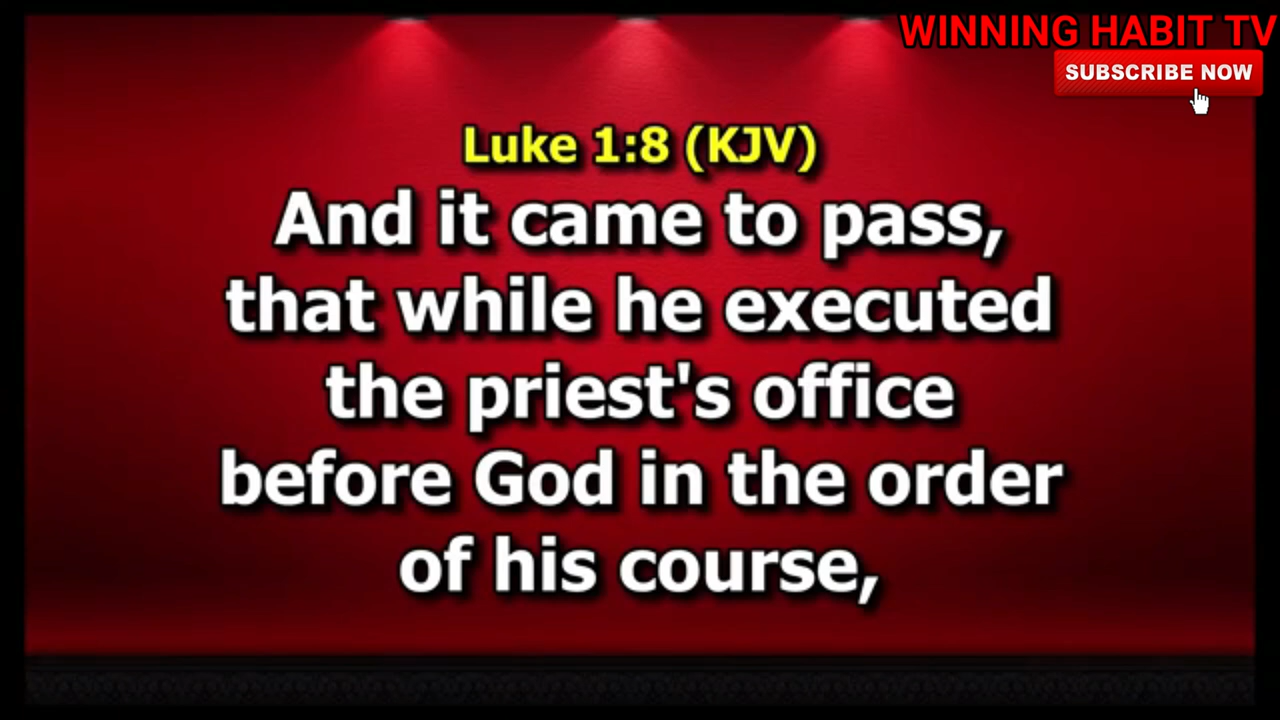 WINNING HABIT TV
SUBSCRIBE NOW
Luke 1:8 (KJV)
And it came to pass,
that while he executed
the priest's office
before God in the order
of his course,